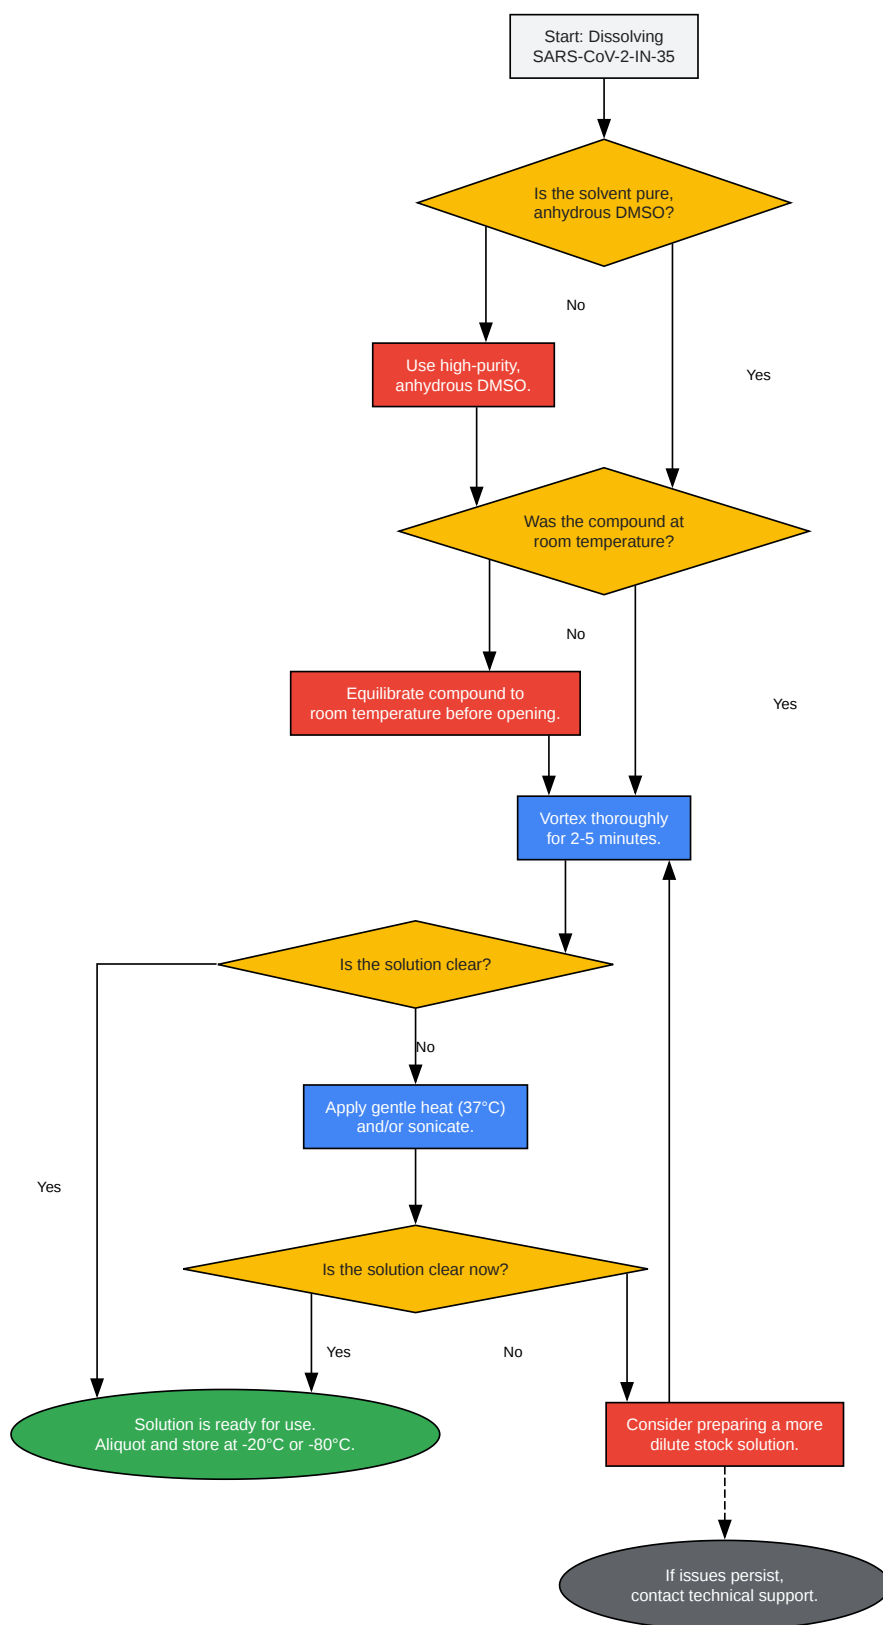 Start: Dissolving
SARS-CoV-2-IN-35
Is the solvent pure,
anhydrous DMSO?
No
Use high-purity,
anhydrous DMSO.
Yes
Was the compound at
room temperature?
No
Equilibrate compound to
room temperature before opening.
Yes
Vortex thoroughly
for 2-5 minutes.
Is the solution clear?
No
Apply gentle heat (37°C)
and/or sonicate.
Yes
Is the solution clear now?
Yes
No
Solution is ready for use.
Aliquot and store at -20°C or -80°C.
Consider preparing a more
dilute stock solution.
If issues persist,
contact technical support.